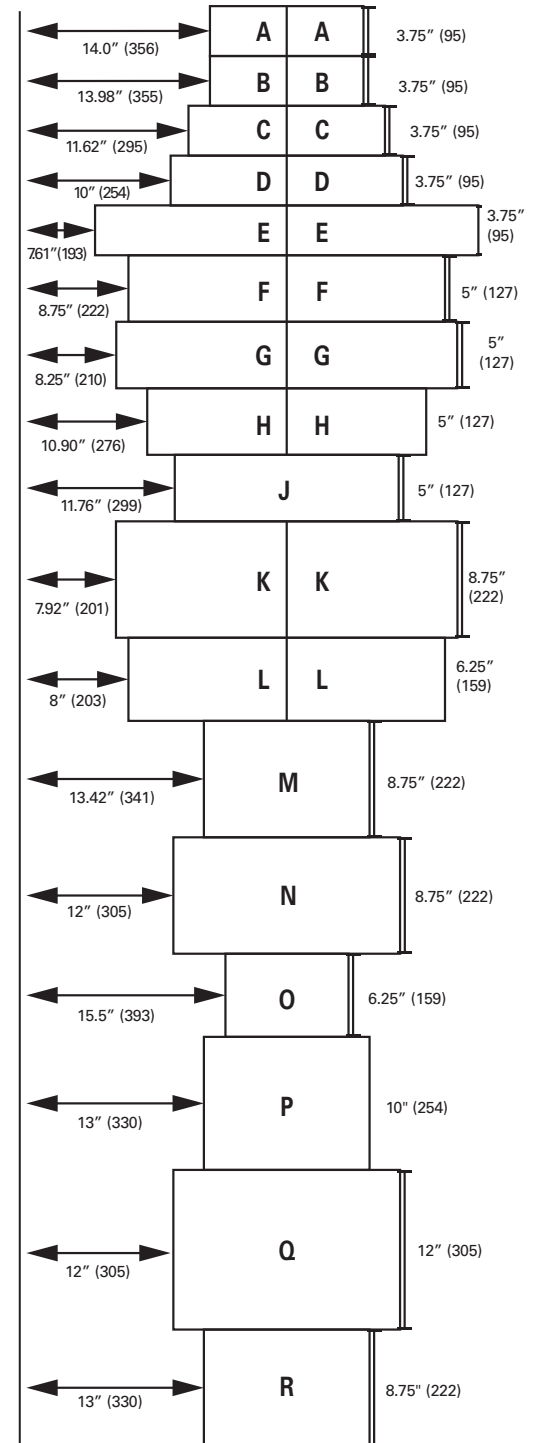 A A 3.75" (95)
14.0" (356)
B B 3.75" (95)
13.98" (355)
C C 3.75" (95)
11.62" (295)
D D 3.75" (95)
10" (254)
E E 3.75"
(95)
7.61"(193)
F F 5" (127)
8.75" (222)
G G 5"
(127)
8.25" (210)
H H 5" (127)
10.90" (276)
J 5" (127)
11.76" (299)
K K 8.75"
(222)
7.92" (201)
L L 6.25"
(159)
8" (203)
M 8.75" (222)
13.42" (341)
N 8.75" (222)
12" (305)
O 6.25" (159)
15.5" (393)
P 10" (254)
13" (330)
Q 12" (305)
12" (305)
R 8.75" (222)
13" (330)